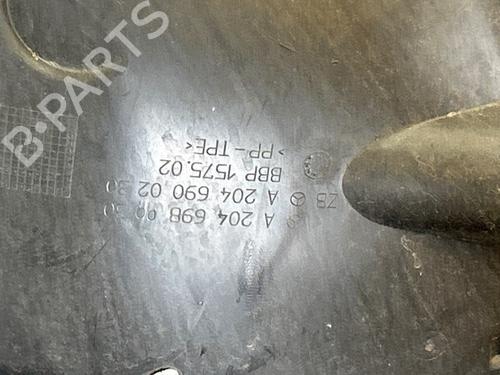 A 204 698 00 30
ZB A 204 690 02 30
BBP 1575.02
>PP-TPE<
B-PARTS